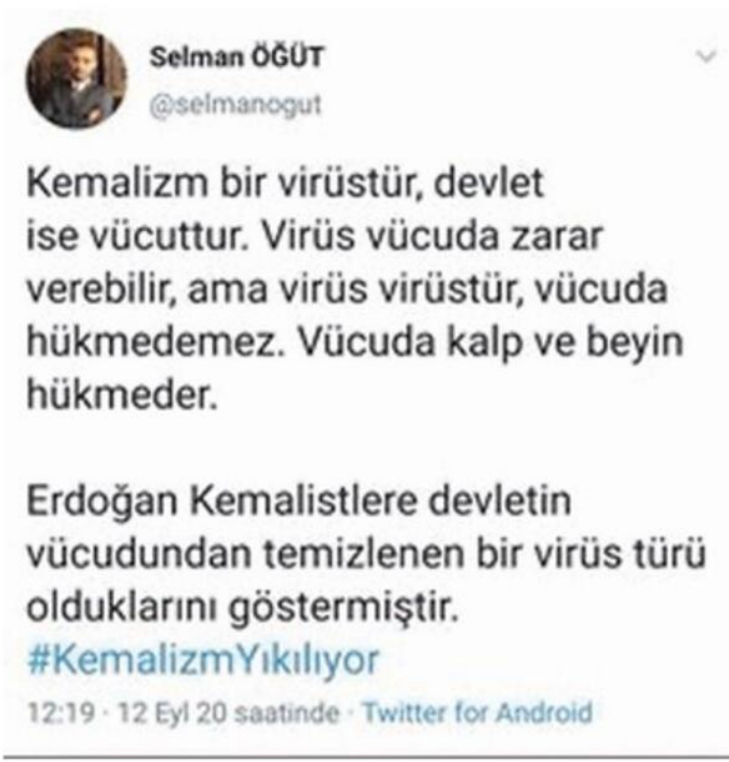 Selman ÖĞÜT
@selmanogut
Kemalizm bir virüstür, devlet
ise vücuttur. Virüs vücuda zarar
verebilir, ama virüs virüstür, vücuda
hükmedemez. Vücuda kalp ve beyin
hükmeder.
Erdoğan Kemalistlere devletin
vücudundan temizlenen bir virüs türü
olduklarını göstermiştir.
#KemalizmYıkılıyor
12:19 · 12 Eyl 20 saatinde · Twitter for Android